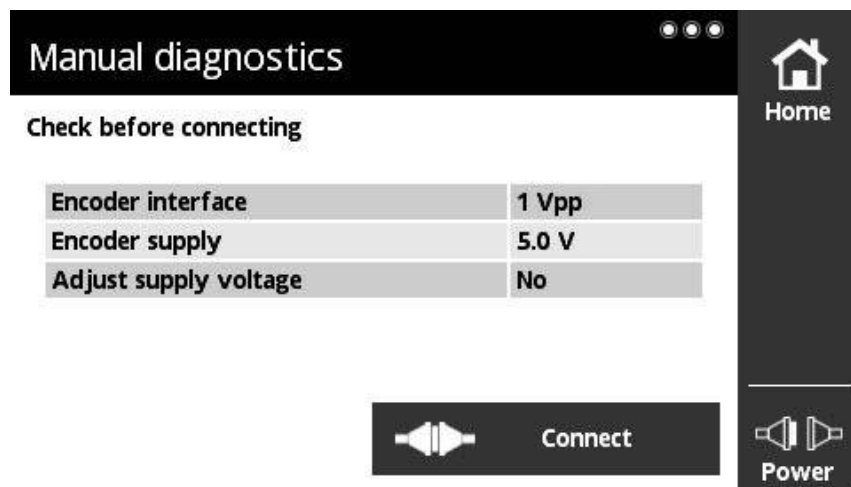 Manual diagnostics
Home
Check before connecting
Encoder interface 1 Vpp
Encoder supply 5.0 V
Adjust supply voltage No
Connect
Power